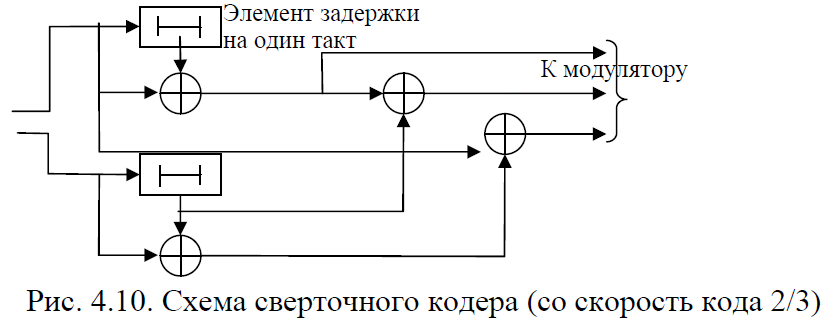 Элемент задержки
на один такт
К модулятору
Рис. 4.10. Схема сверточного кодера (со скорость кода 2/3)